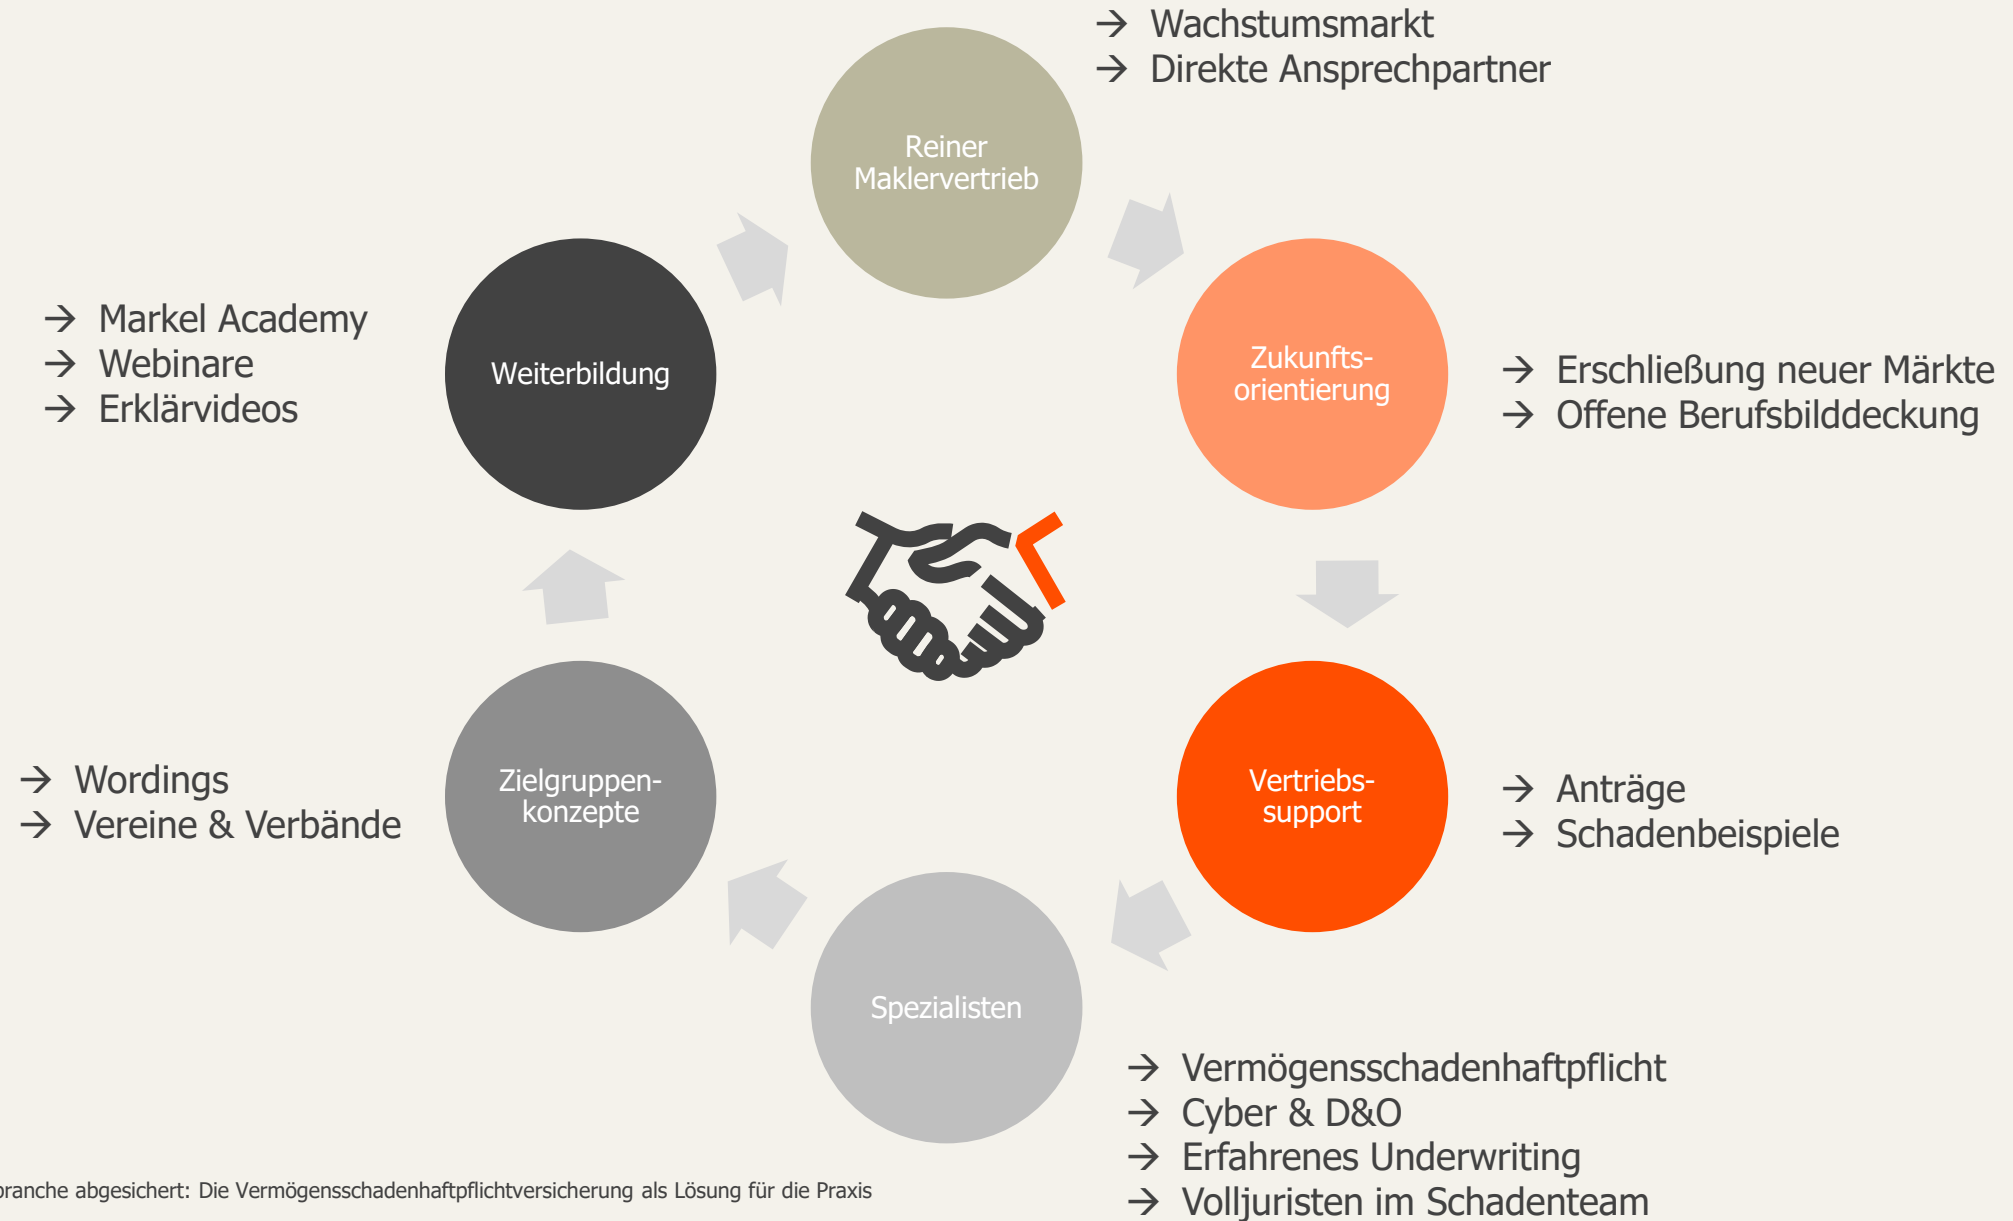 → Wachstumsmarkt
→ Direkte Ansprechpartner
Reiner
Maklervertrieb
Zukunfts-
orientierung
→ Erschließung neuer Märkte
→ Offene Berufsbilddeckung
Vertriebs-
support
→ Anträge
→ Schadenbeispiele
Spezialisten
→ Vermögensschadenhaftpflicht
→ Cyber & D&O
→ Erfahrenes Underwriting
→ Volljuristen im Schadenteam
Zielgruppen-
konzepte
→ Wordings
→ Vereine & Verbände
Weiterbildung
→ Markel Academy
→ Webinare
→ Erklärvideos
branche abgesichert: Die Vermögensschadenhaftpflichtversicherung als Lösung für die Praxis